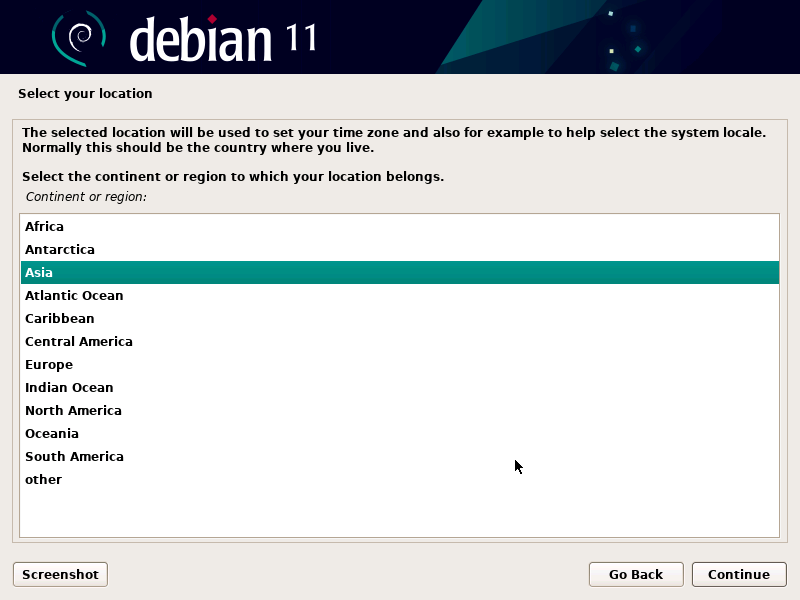 debian 11
Select your location
The selected location will be used to set your time zone and also for example to help select the system locale.
Normally this should be the country where you live.
Select the continent or region to which your location belongs.
Continent or region:
Africa
Antarctica
Asia
Atlantic Ocean
Caribbean
Central America
Europe
Indian Ocean
North America
Oceania
South America
other
Screenshot
Go Back
Continue